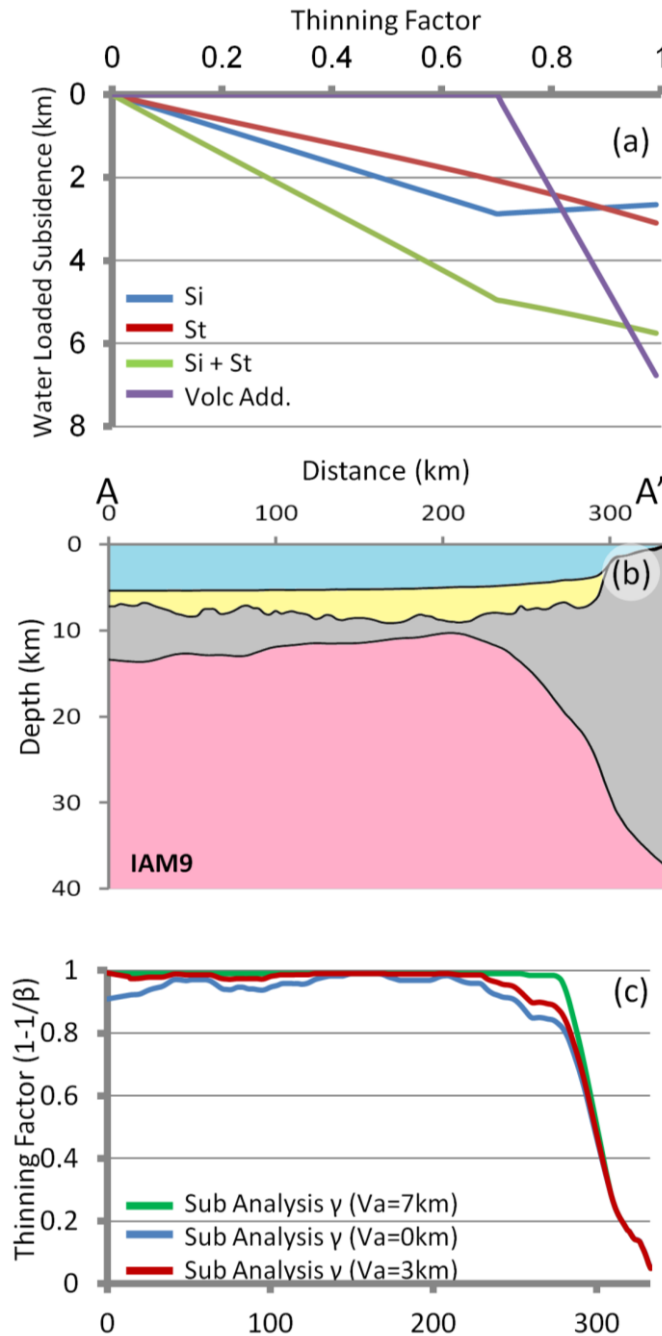 Thinning Factor
0 0.2 0.4 0.6 0.8 1
Water Loaded Subsidence (km)
0
2
4
6
8
(a)
Si
St
Si + St
Volc Add.
Distance (km)
A A'
0 100 200 300
Depth (km)
0
10
20
30
40
(b)
IAM9
Thinning Factor (1-1/β)
1
0.8
0.6
0.4
0.2
0
(c)
Sub Analysis γ (Va=7km)
Sub Analysis γ (Va=0km)
Sub Analysis γ (Va=3km)
0 100 200 300